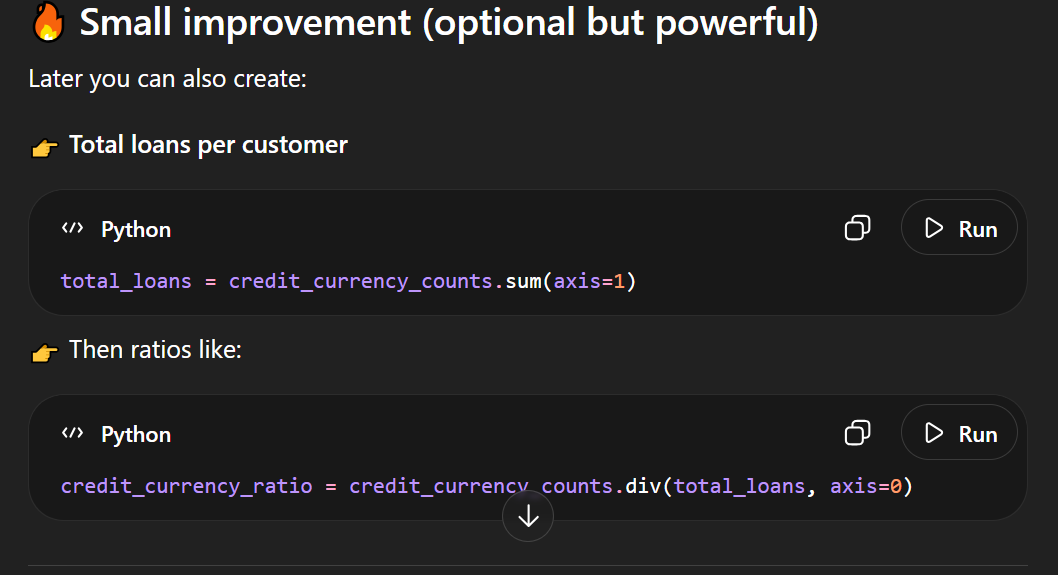 🔥 Small improvement (optional but powerful)
Later you can also create:
👉 Total loans per customer
Python
Run
total_loans = credit_currency_counts.sum(axis=1)
👉 Then ratios like:
Python
Run
credit_currency_ratio = credit_currency_counts.div(total_loans, axis=0)